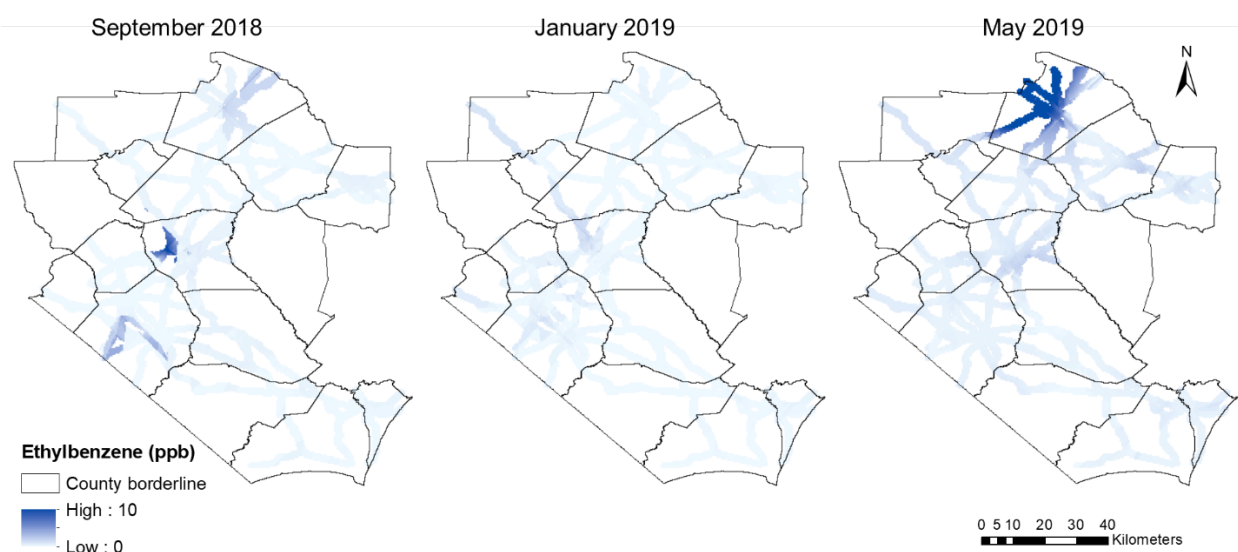 September 2018
January 2019
May 2019
N
Ethylbenzene (ppb)
County borderline
High : 10
Low : 0
0 5 10 20 30 40
Kilometers